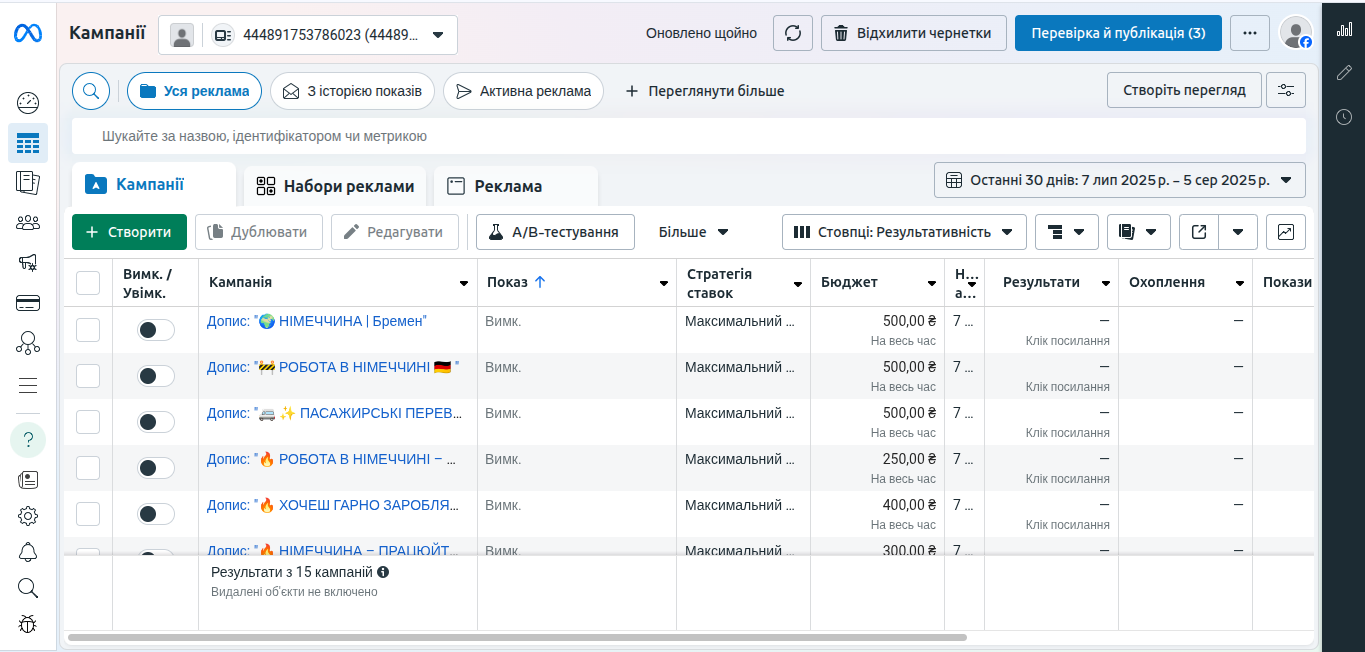 Кампанії
444891753786023 (44489...
Оновлено щойно
Відхилити чернетки
Перевірка й публікація (3)
Уся реклама
З історією показів
Активна реклама
Переглянути більше
Створіть перегляд
Шукайте за назвою, ідентифікатором чи метрикою
Кампанії
Набори реклами
Реклама
Останні 30 днів: 7 лип 2025 р. – 5 сер 2025 р.
Створити
Дублювати
Редагувати
A/B-тестування
Більше
Стовпці: Результативність
Вимк. / Увімк.
Кампанія
Показ ↑
Стратегія ставок
Бюджет
Н... а...
Результати
Охоплення
Покази
Допис: "🌍 НІМЕЧЧИНА | Бремен"
Вимк.
Максимальний ...
500,00 ₴
На весь час
7 ...
—
Клік посилання
—
Допис: "🚧 РОБОТА В НІМЕЧЧИНІ 🇩🇪 "
Вимк.
Максимальний ...
500,00 ₴
На весь час
7 ...
—
Клік посилання
—
Допис: "🚐 ✨ ПАСАЖИРСЬКІ ПЕРЕВ...
Вимк.
Максимальний ...
500,00 ₴
На весь час
7 ...
—
Клік посилання
—
Допис: "🔥 РОБОТА В НІМЕЧЧИНІ – ...
Вимк.
Максимальний ...
250,00 ₴
На весь час
7 ...
—
Клік посилання
—
Допис: "🔥 ХОЧЕШ ГАРНО ЗАРОБЛЯ...
Вимк.
Максимальний ...
400,00 ₴
На весь час
7 ...
—
Клік посилання
—
Допис: "🔥 НІМЕЧЧИНА – ПРАЦЮЙТ...
Вимк.
Максимальний ...
300,00 ₴
7 ...
—
—
Результати з 15 кампаній
Видалені об'єкти не включено